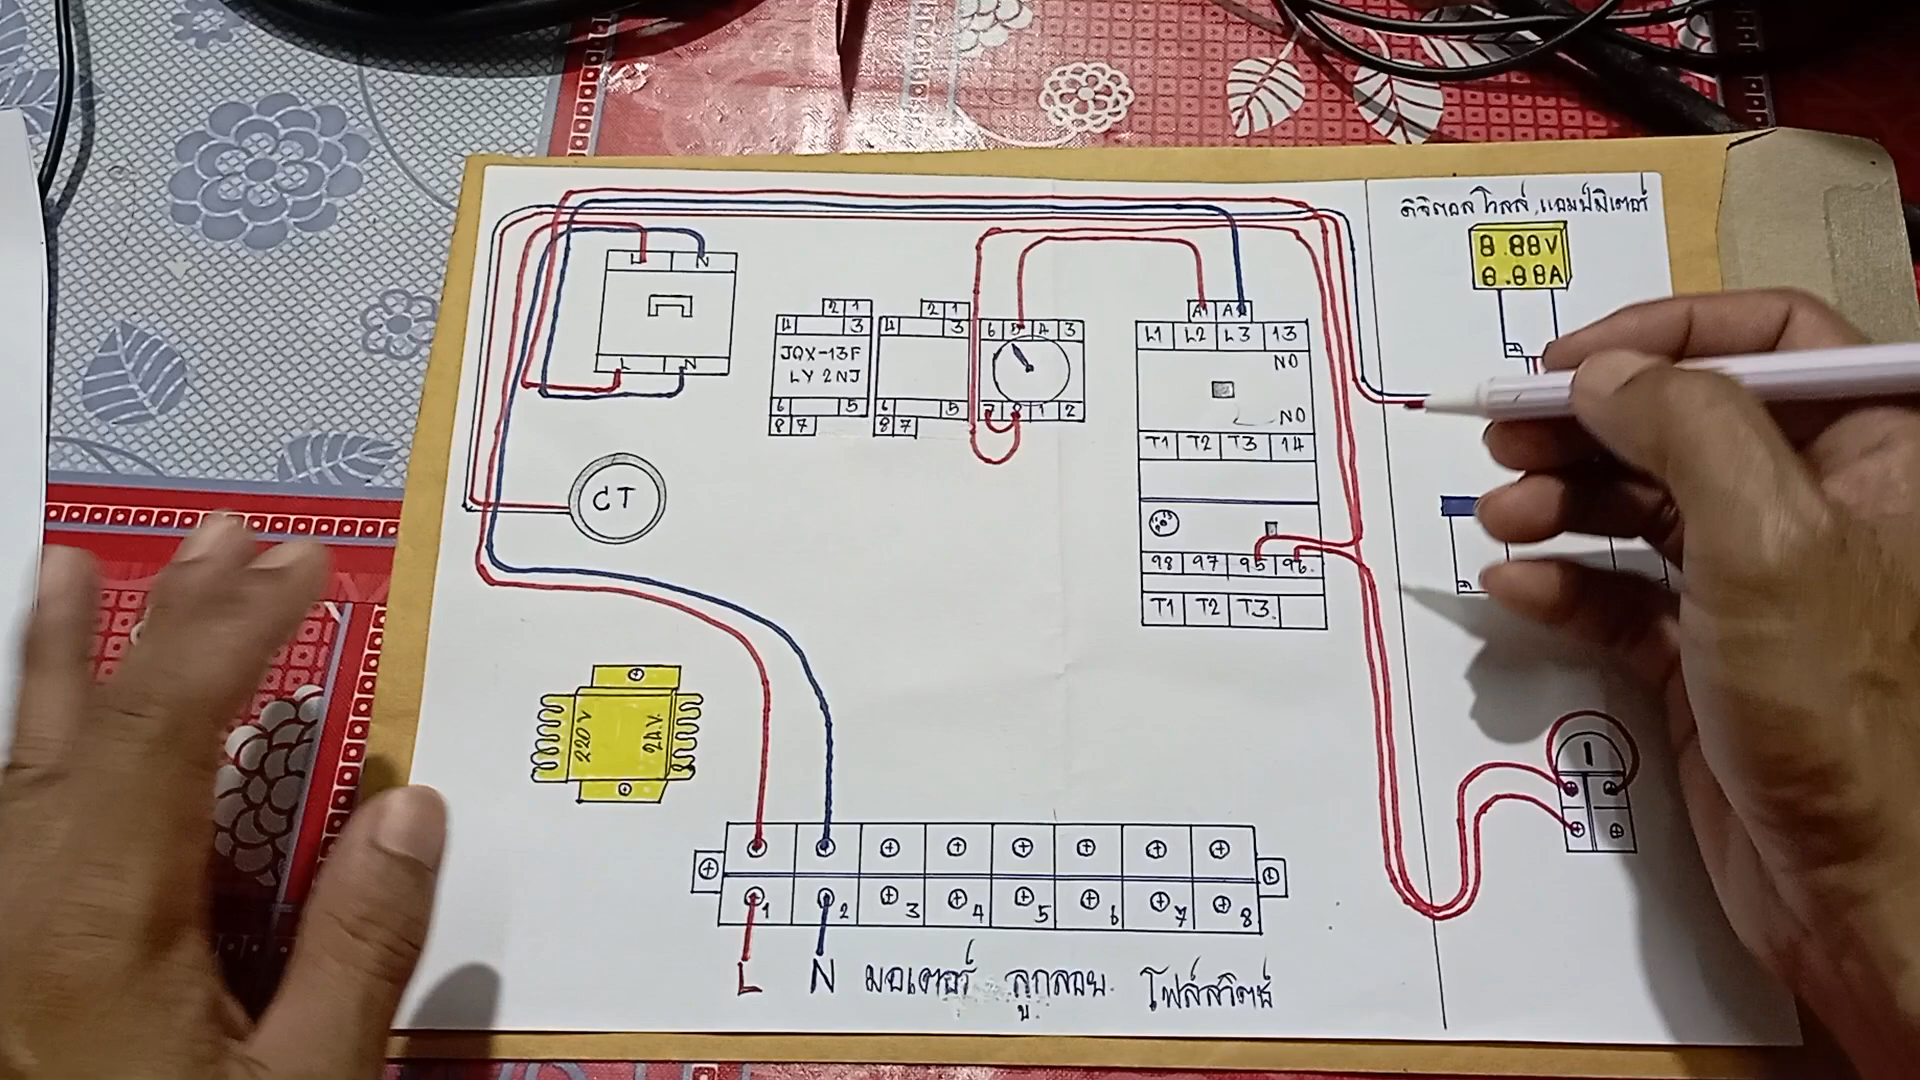 ดิจิตอลโวลล์,แอมป์มิเตอร์
8.88V
8.88A
L N
L N
2 1
4 3
JQX-13F
LY 2NJ
6 5
8 7
2 1
4 3
6 5
8 7
6 5 4 3
7 8 1 2
A1 A2
L1 L2 L3 13
NO
NO
T1 T2 T3 14
98 97 95 96.
T1 T2 T3.
CT
220V
24V.
1 2 3 4 5 6 7 8
L N มอเตอร์ ลูกลอย. โฟล์สวิตช์